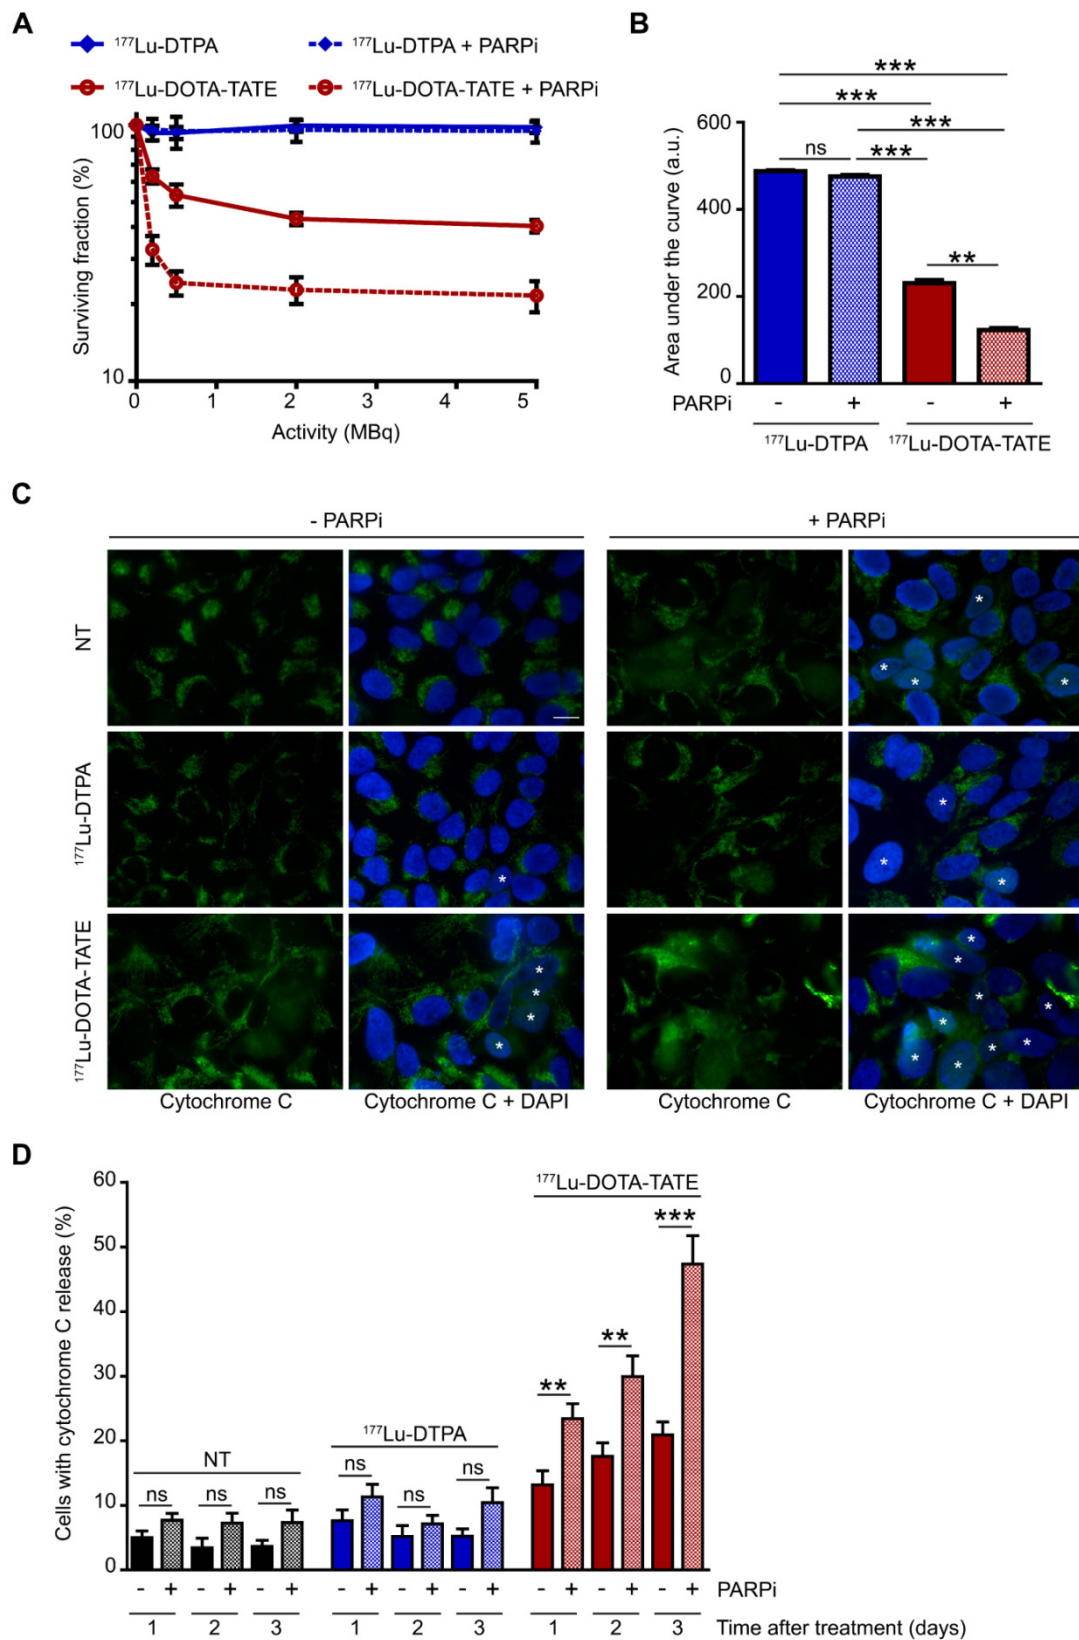 A
¹⁷⁷Lu-DTPA
¹⁷⁷Lu-DTPA + PARPi
¹⁷⁷Lu-DOTA-TATE
¹⁷⁷Lu-DOTA-TATE + PARPi
Surviving fraction (%)
100
10
0 1 2 3 4 5
Activity (MBq)
B
Area under the curve (a.u.)
600
400
200
0
***
***
***
ns *** 
**
PARPi - + - +
¹⁷⁷Lu-DTPA ¹⁷⁷Lu-DOTA-TATE
C
- PARPi + PARPi
NT
*
* * *
¹⁷⁷Lu-DTPA
*
*
* *
¹⁷⁷Lu-DOTA-TATE
*
*
*
*
* * * * * * * * *
Cytochrome C Cytochrome C + DAPI Cytochrome C Cytochrome C + DAPI
D
Cells with cytochrome C release (%)
60
50
40
30
20
10
0
NT
ns ns ns
¹⁷⁷Lu-DTPA
ns ns ns
¹⁷⁷Lu-DOTA-TATE
** ** ***
- + - + - + - + - + - + - + - + - + PARPi
1 2 3 1 2 3 1 2 3 Time after treatment (days)